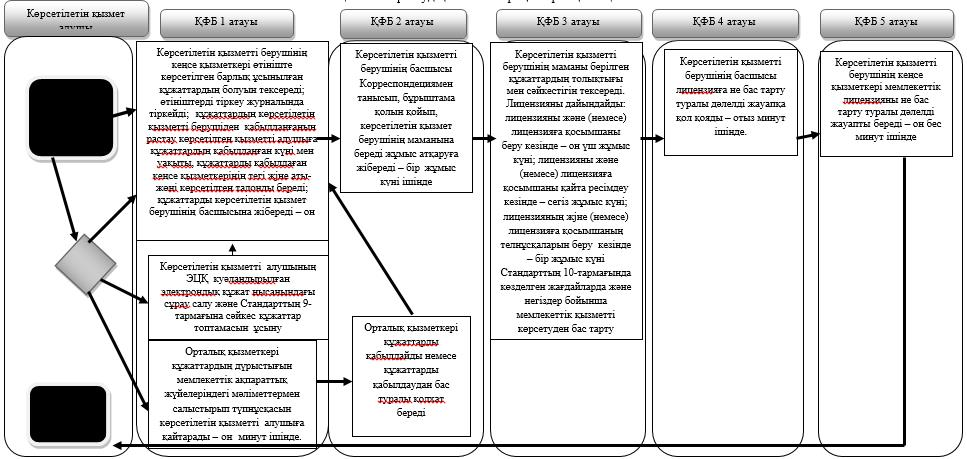 Көрсетілетін қызмет
алушы
ҚФБ 1 атауы
ҚФБ 2 атауы
ҚФБ 3 атауы
ҚФБ 4 атауы
ҚФБ 5 атауы
Көрсетілетін қызметті берушінің
кеңсе қызметкері өтініште
көрсетілген барлық ұсынылған
құжаттардың болуын тексереді;
өтініштерді тіркеу журналында
тіркейді; құжаттардың көрсетілетін
қызметті берушіден қабылданғанын
растау көрсетілген қызметті алушыға
құжаттардың қабылданған күні мен
уақыты, құжаттарды қабылдаған
кеңсе қызметкерінің тегі және аты-
жөні көрсетілген талонды береді;
құжаттарды көрсетілетін қызмет
берушінің басшысына жібереді – он
Көрсетілетін қызметті алушының
ЭЦҚ куәландырылған
электрондық құжат нысанындағы
сұрау салу және Стандарттың 9-
тармағына сәйкес құжаттар
топтамасын ұсыну
Орталық қызметкері
құжаттардың дұрыстығын
мемлекеттік ақпараттық
жүйелеріндегі мәліметтермен
салыстырып түпнұсқасын
көрсетілетін қызметті алушыға
қайтарады – он минут ішінде.
Көрсетілетін қызметті
берушінің басшысы
Корреспонденциямен
танысып, бұрыштама
қолын қойып,
көрсетілетін қызмет
берушінің маманына
береді жұмыс атқаруға
жібереді – бір жұмыс
күні ішінде
Орталық қызметкері
құжаттарды
қабылдайды немесе
құжаттарды
қабылдаудан бас
туралы қолхат
береді
Көрсетілетін қызметті
берушінің маманы берілген
құжаттардың толықтығы
мен сәйкестігін тексереді.
Лицензияны дайындайды:
лицензияны және (немесе)
лицензияға қосымшаны
беру кезінде – он үш жұмыс
күні; лицензияны және
(немесе) лицензияға
қосымшаны қайта ресімдеу
кезінде – сегіз жұмыс күні;
лицензияның және (немесе)
лицензияға қосымшаның
телнұсқаларын беру кезінде
– бір жұмыс күні
Стандарттың 10-тармағында
көзделген жағдайларда және
негіздер бойынша
мемлекеттік қызметті
көрсетуден бас тарту
Көрсетілетін қызметті
берушінің басшысы
лицензияға не бас тарту
туралы дәлелді жауапқа
қол қояды – отыз минут
ішінде.
Көрсетілетін қызметті
берушінің кеңсе
қызметкері мемлекеттік
лицензияны не бас
тарту туралы дәлелді
жауапты береді – он бес
минут ішінде